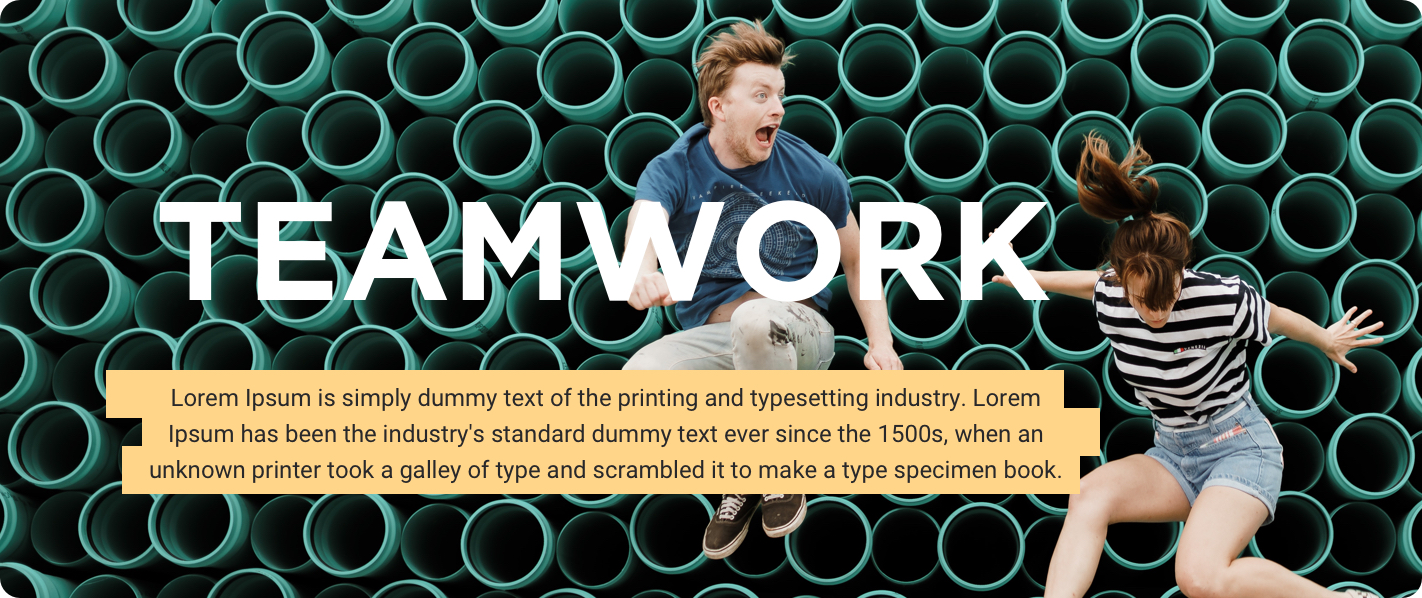 TEAMWORK
Lorem Ipsum is simply dummy text of the printing and typesetting industry. Lorem
Ipsum has been the industry's standard dummy text ever since the 1500s, when an
unknown printer took a galley of type and scrambled it to make a type specimen book.